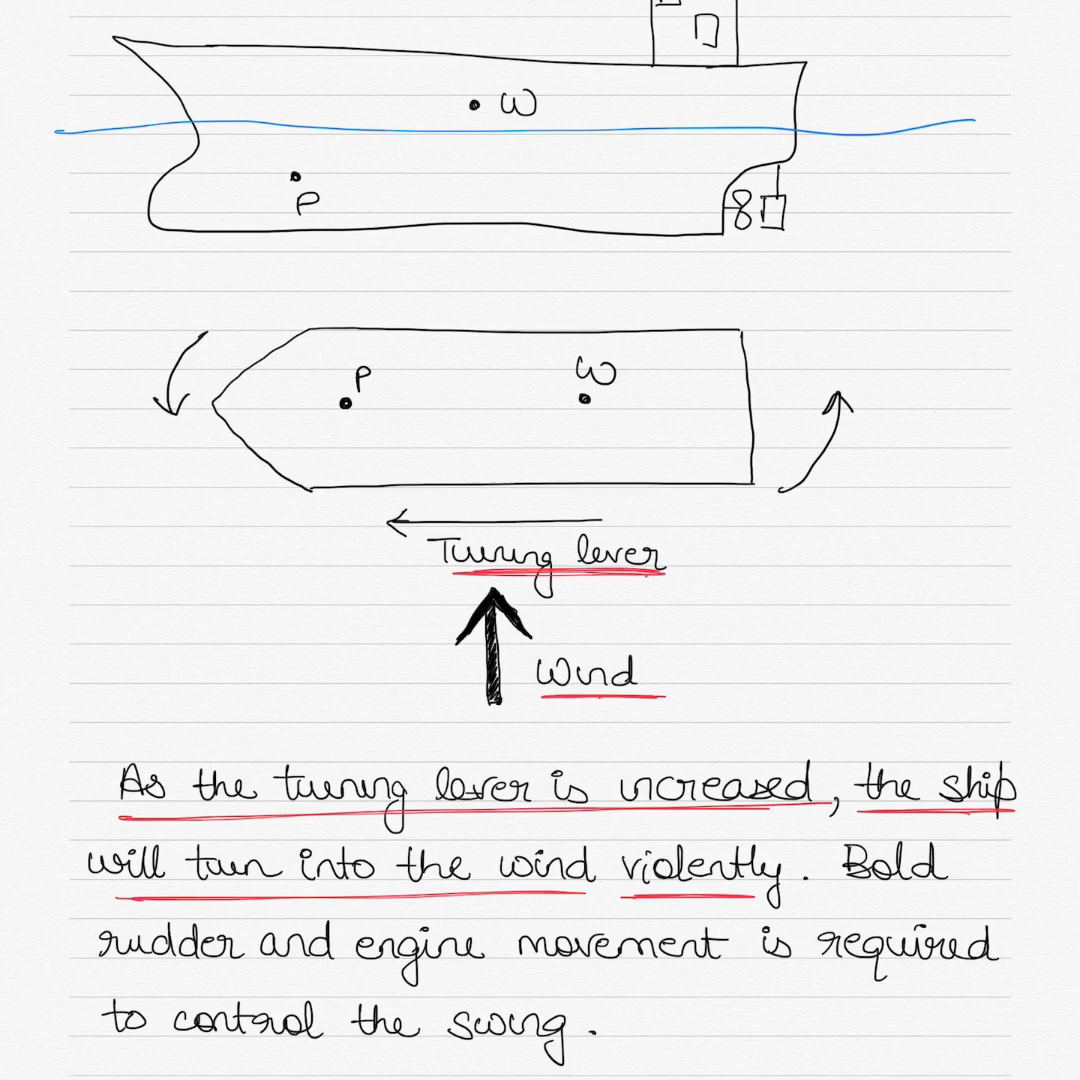 W
P
P
W
Turning lever
Wind
As the turning lever is increased, the ship
will turn into the wind violently. Bold
rudder and engine movement is required
to control the swing.